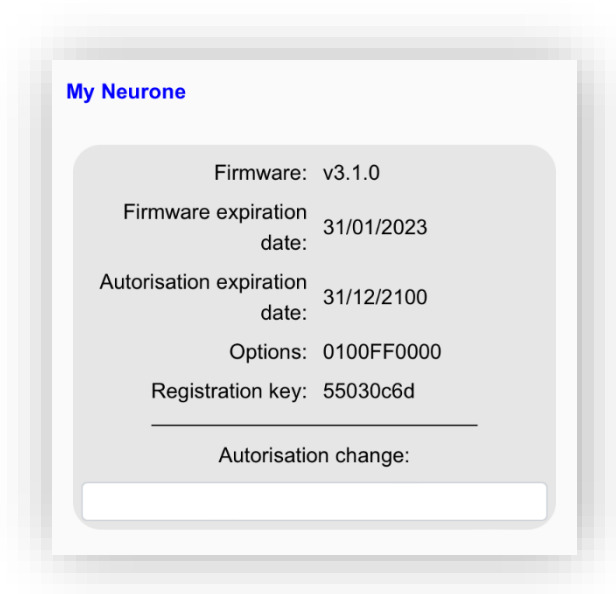 My Neurone
Firmware: v3.1.0
Firmware expiration
date: 31/01/2023
Autorisation expiration
date: 31/12/2100
Options: 0100FF0000
Registration key: 55030c6d
Autorisation change: